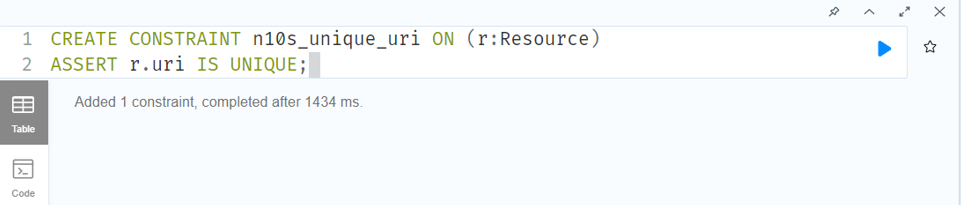 1 CREATE CONSTRAINT n10s_unique_uri ON (r:Resource)
2 ASSERT r.uri IS UNIQUE;
Added 1 constraint, completed after 1434 ms.
Table
Code